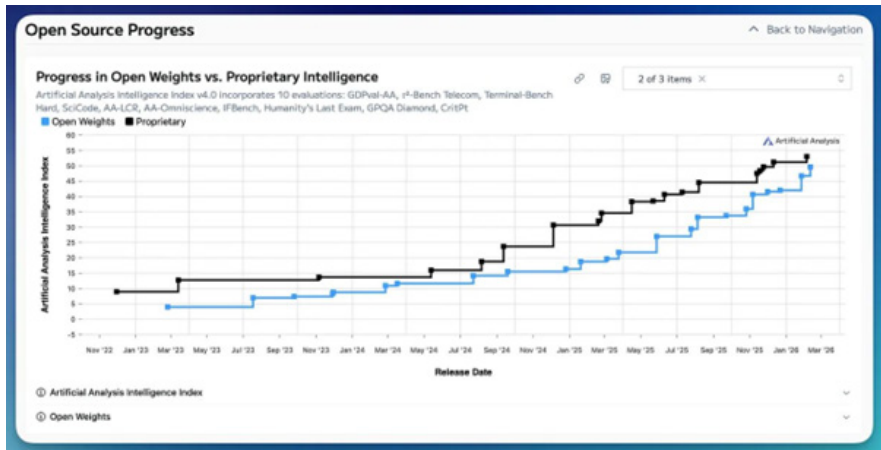 Open Source Progress
Back to Navigation
Progress in Open Weights vs. Proprietary Intelligence
2 of 3 items ×
Artificial Analysis Intelligence Index v4.0 incorporates 10 evaluations: GDPval-AA, τ²-Bench Telecom, Terminal-Bench
Hard, SciCode, AA-LCR, AA-Omniscience, IFBench, Humanity's Last Exam, GPQA Diamond, CritPt
Open Weights Proprietary
Artificial Analysis
Artificial Analysis Intelligence Index
60
55
50
45
40
35
30
25
20
15
10
5
0
-5
Nov '22 Jan '23 Mar '23 May '23 Jul '23 Sep '23 Nov '23 Jan '24 Mar '24 May '24 Jul '24 Sep '24 Nov '24 Jan '25 Mar '25 May '25 Jul '25 Sep '25 Nov '25 Jan '26 Mar '26
Release Date
Artificial Analysis Intelligence Index
Open Weights